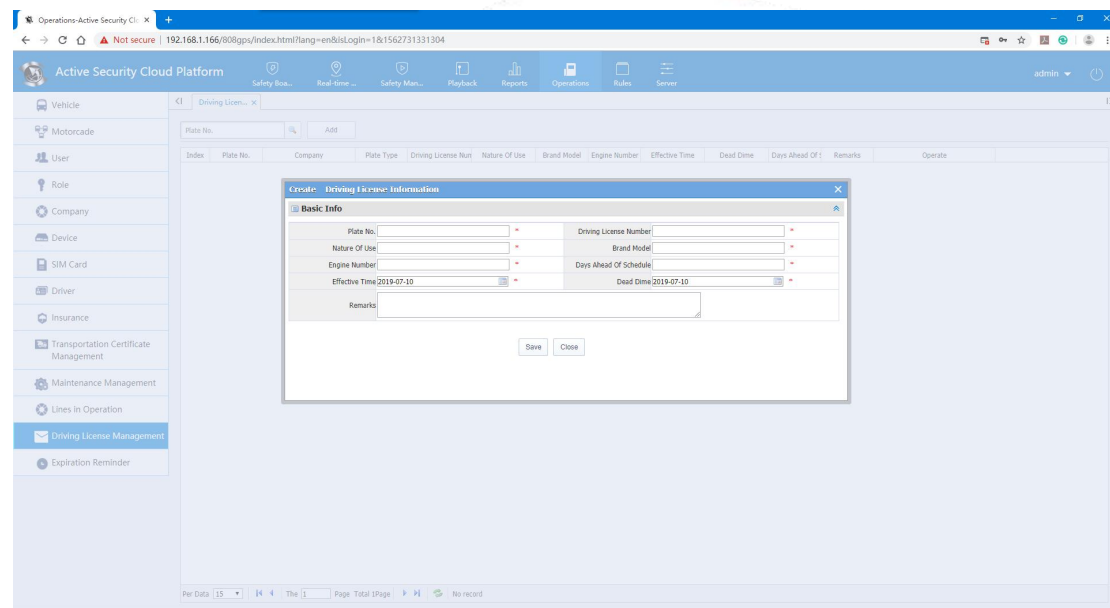 Operations-Active Security Clo
192.168.1.166/808gps/index.html?lang=en&isLogin=1&1562731331304
Not secure
Active Security Cloud Platform
Safety Boa...
Real-time ...
Safety Man...
Playback
Reports
Operations
Rules
Server
admin
Vehicle
Motorcade
User
Role
Company
Device
SIM Card
Driver
Insurance
Transportation Certificate
Management
Maintenance Management
Lines In Operation
Driving License Management
Expiration Reminder
Driving Licen... x
Plate No.
Add
Index Plate No. Company Plate Type Driving License Num Nature Of Use Brand Model Engine Number Effective Time Dead Dime Days Ahead Of S Remarks Operate
Create Driving License Information
Basic Info
Plate No. * Driving License Number *
Nature Of Use * Brand Model *
Engine Number * Days Ahead Of Schedule *
Effective Time 2019-07-10 * Dead Dime 2019-07-10 *
Remarks
Save Close
Per Data 15 The 1 Page Total 1Page No record